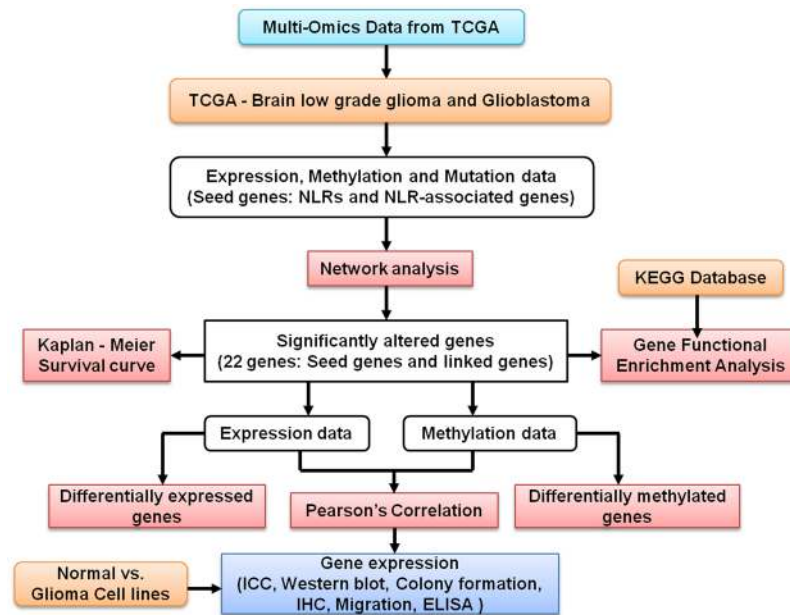 Multi-Omics Data from TCGA
TCGA - Brain low grade glioma and Glioblastoma
Expression, Methylation and Mutation data
(Seed genes: NLRs and NLR-associated genes)
Network analysis
KEGG Database
Kaplan - Meier
Survival curve
Significantly altered genes
(22 genes: Seed genes and linked genes)
Gene Functional
Enrichment Analysis
Expression data
Methylation data
Differentially expressed
genes
Pearson's Correlation
Differentially methylated
genes
Normal vs.
Glioma Cell lines
Gene expression
(ICC, Western blot, Colony formation,
IHC, Migration, ELISA )